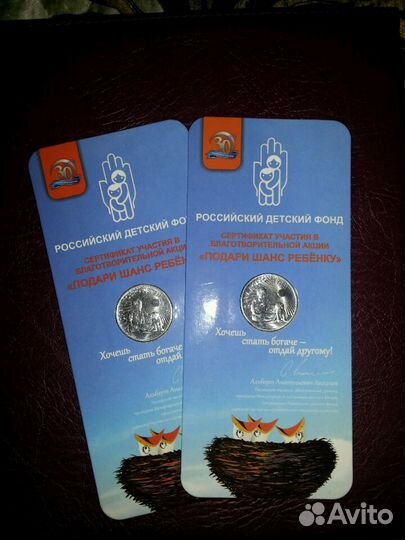 30
РОССИЙСКИЙ ДЕТСКИЙ ФОНД
СЕРТИФИКАТ УЧАСТИЯ В
БЛАГОТВОРИТЕЛЬНОЙ АКЦИИ
«ПОДАРИ ШАНС РЕБЁНКУ»
Хочешь
стать богаче –
отдай
Альберт
30
РОССИЙСКИЙ ДЕТСКИЙ ФОНД
СЕРТИФИКАТ УЧАСТИЯ В
БЛАГОТВОРИТЕЛЬНОЙ АКЦИИ
«ПОДАРИ ШАНС РЕБЁНКУ»
Хочешь
стать богаче –
отдай другому!
Альберт Анатольевич Лиханов
Avito